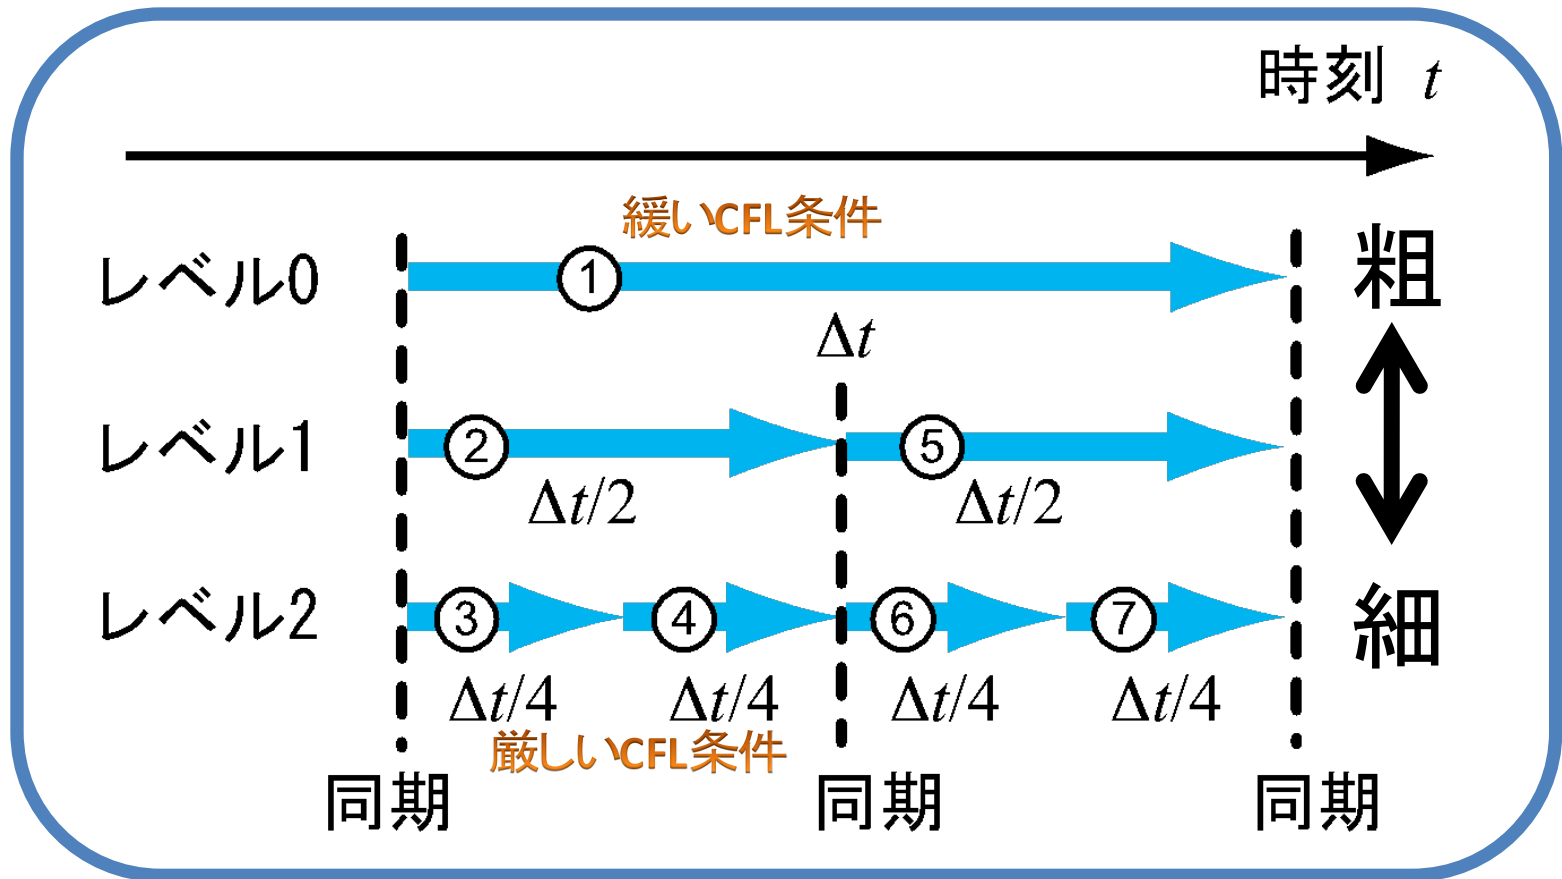 時刻 t
緩いCFL条件
レベル0
①
粗
Δt
レベル1
②
⑤
Δt/2
Δt/2
レベル2
③
④
⑥
⑦
細
Δt/4
Δt/4
Δt/4
Δt/4
厳しいCFL条件
同期
同期
同期